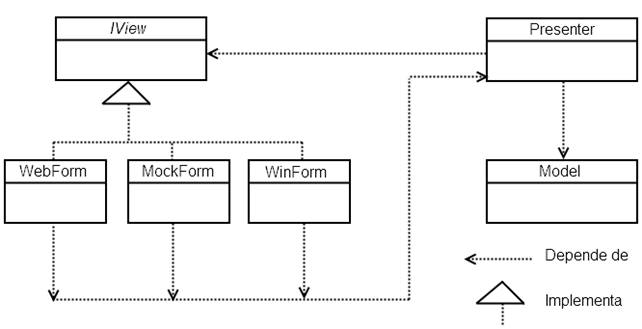 IView
Presenter
WebForm
MockForm
WinForm
Model
Depende de
Implementa